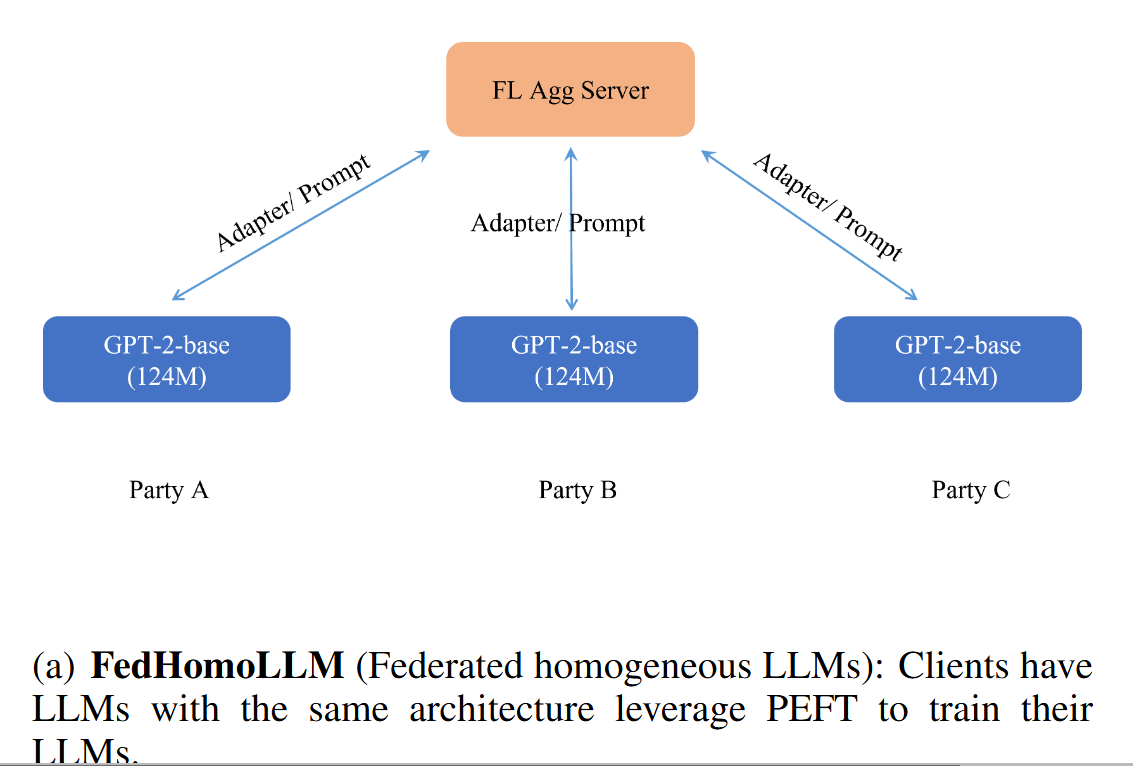 FL Agg Server
Adapter/ Prompt
Adapter/ Prompt
Adapter/ Prompt
GPT-2-base
(124M)
GPT-2-base
(124M)
GPT-2-base
(124M)
Party A
Party B
Party C
(a) FedHomoLLM (Federated homogeneous LLMs): Clients have
LLMs with the same architecture leverage PEFT to train their
LLMs.